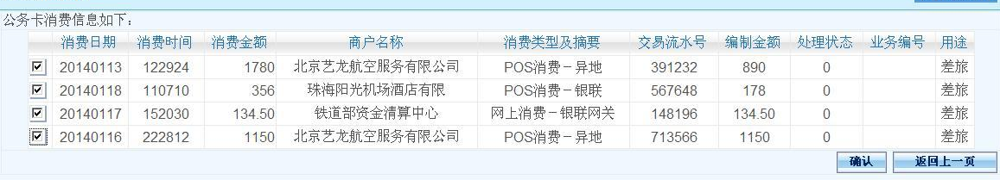 公务卡消费信息如下：
消费日期 消费时间 消费金额 商户名称 消费类型及摘要 交易流水号 编制金额 处理状态 业务编号 用途
20140113 122924 1780 北京艺龙航空服务有限公司 POS消费－异地 391232 890 0 差旅
20140118 110710 356 珠海阳光机场酒店有限 POS消费－银联 567648 178 0 差旅
20140117 152030 134.50 铁道部资金清算中心 网上消费－银联网关 148196 134.50 0 差旅
20140116 222812 1150 北京艺龙航空服务有限公司 POS消费－异地 713566 1150 0 差旅
确认 返回上一页